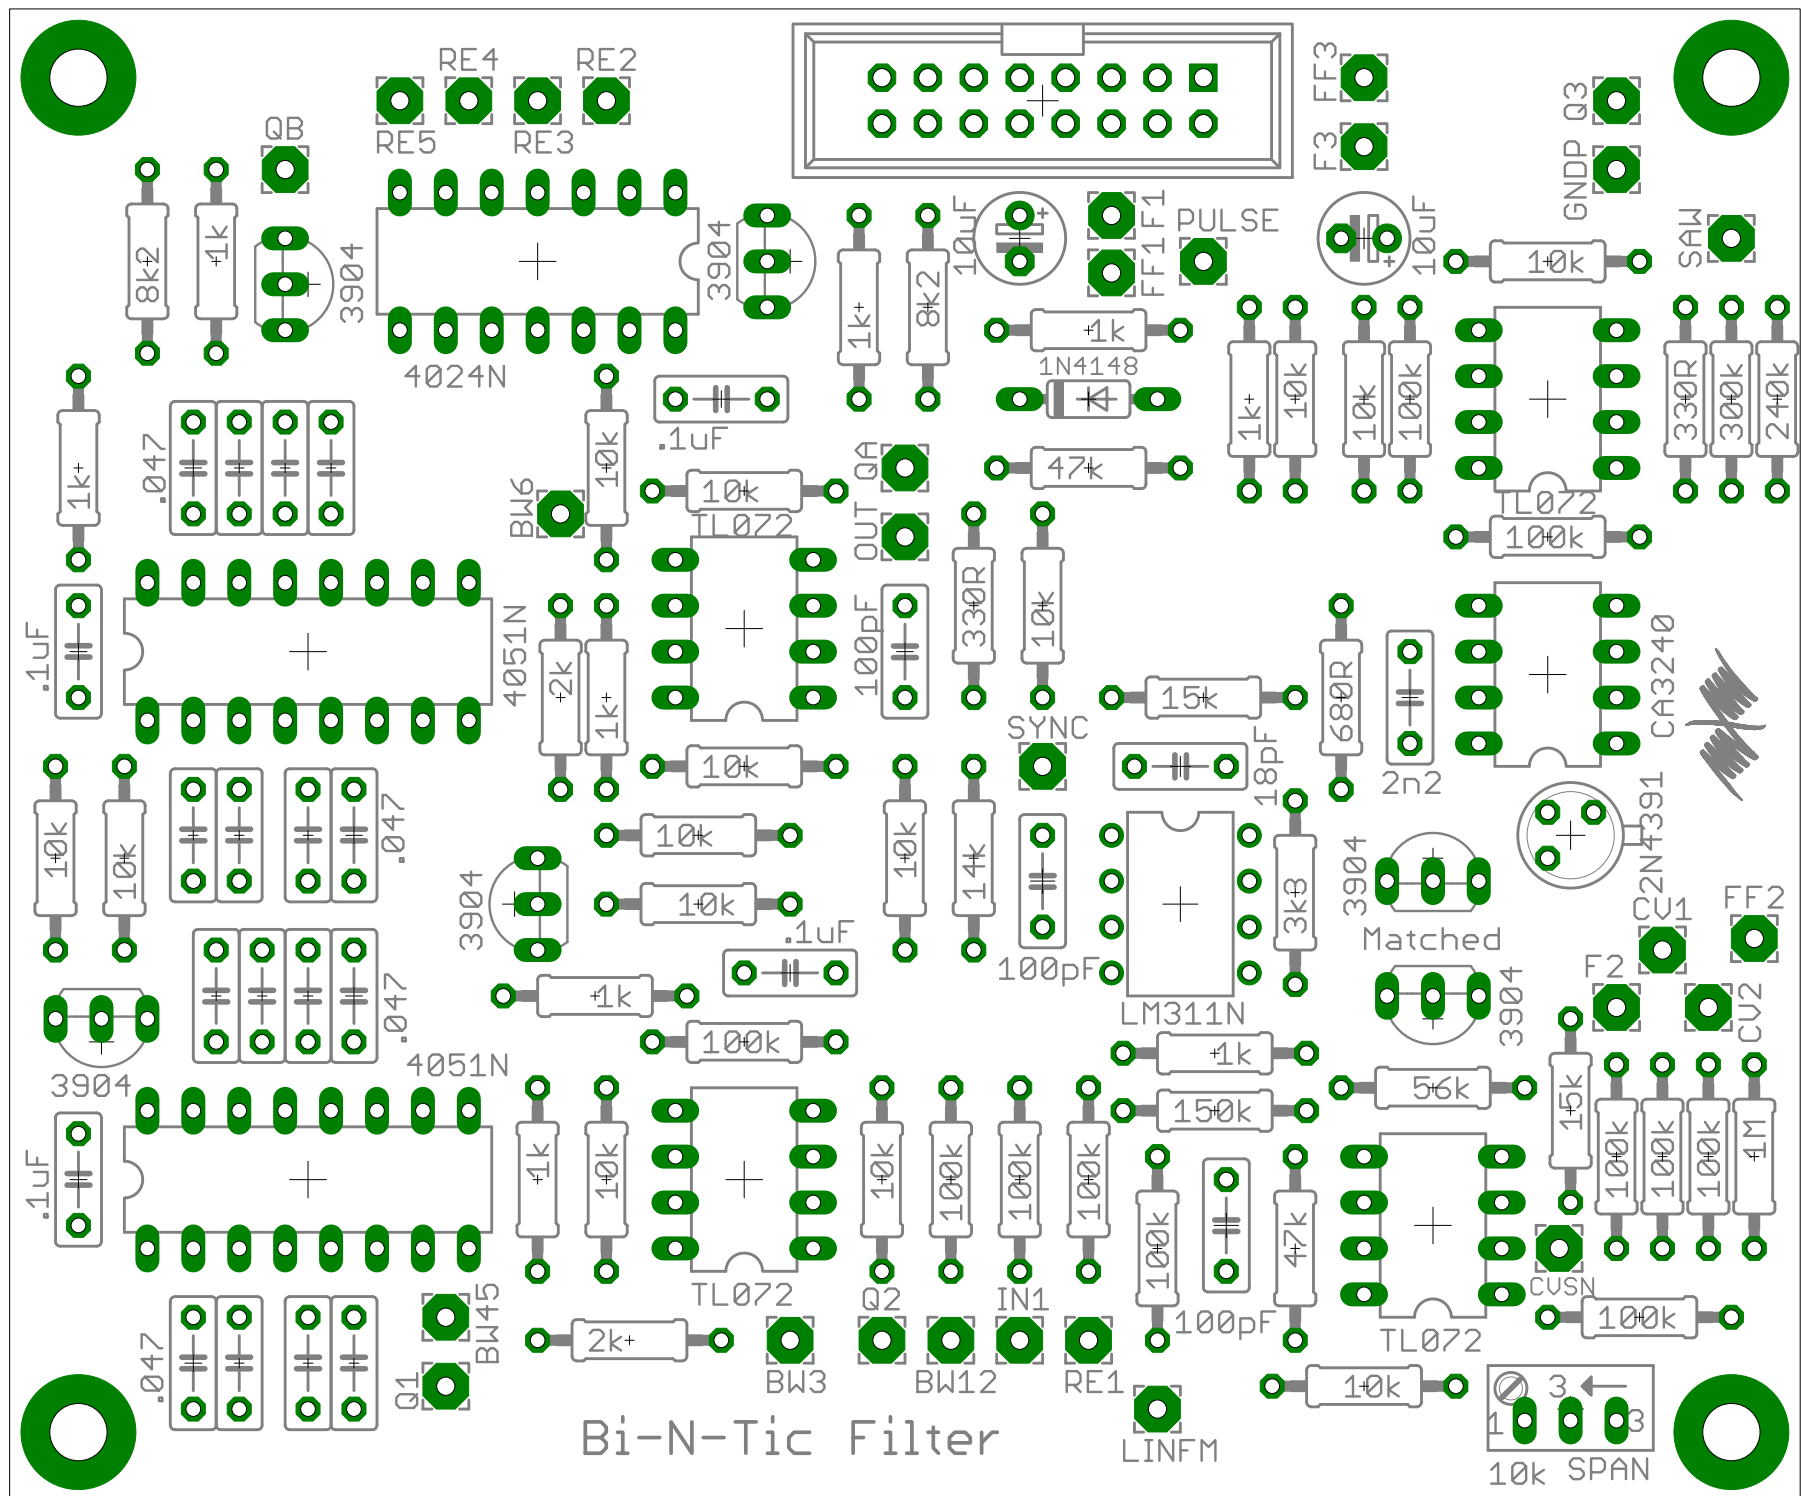 RE4
RE2
FF3
Q3
QB
RE5
RE3
F3
GNDP
8k2
1k
3904
3904
10uF
F1
PULSE
10uF
SAW
FF1
10k
1k
8k2
1k
4024N
1N4148
1k
10k
10k
100k
330R
300k
240k
.1uF
.047
1k
10k
QA
47k
BW6
10k
TL072
OUT
TL072
100k
330R
10k
.1uF
4051N
2k
1k
100pF
15k
680R
CA3240
SYNC
18pF
2n2
10k
C2N4391
.047
10k
10k
10k
10k
14k
3904
10k
3k3
3904
CV1
FF2
.1uF
Matched
100pF
F2
1k
LM311N
3904
CV2
.047
100k
1k
4051N
3904
56k
15k
150k
.1uF
1k
10k
10k
100k
100k
100k
100k
47k
100k
100k
100k
1M
CVSN
BW45
TL072
Q2
IN1
100pF
100k
.047
2k
TL072
Q1
BW3
BW12
RE1
10k
3
1
3
Bi-N-Tic Filter
LINFM
10k
SPAN